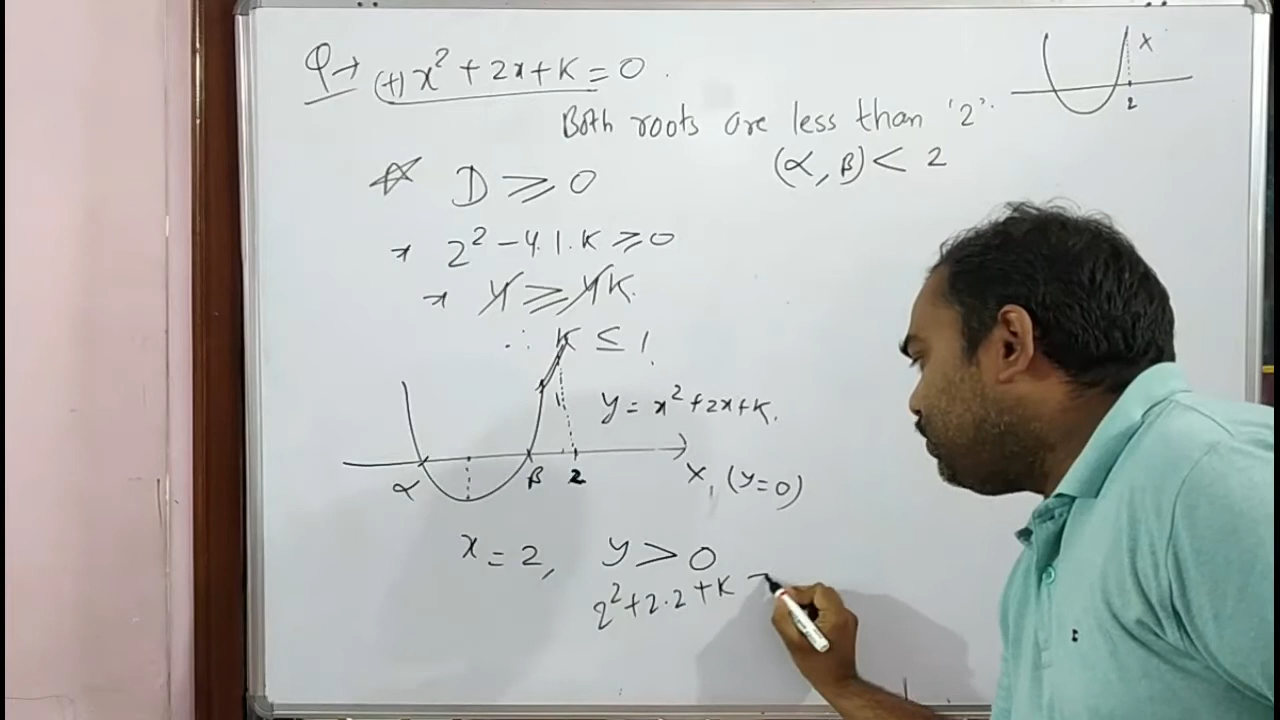 Q→ (+) x² + 2x + K = 0.
Both roots are less than '2'.
(α, β) < 2
D ⩾ 0
2² - 4.1.K ⩾ 0
4 ⩾ 4K.
∴ K ≤ 1.
y = x² + 2x + K.
α β 2 X, (y=0)
x = 2, y > 0
2² + 2.2 + K
X
2